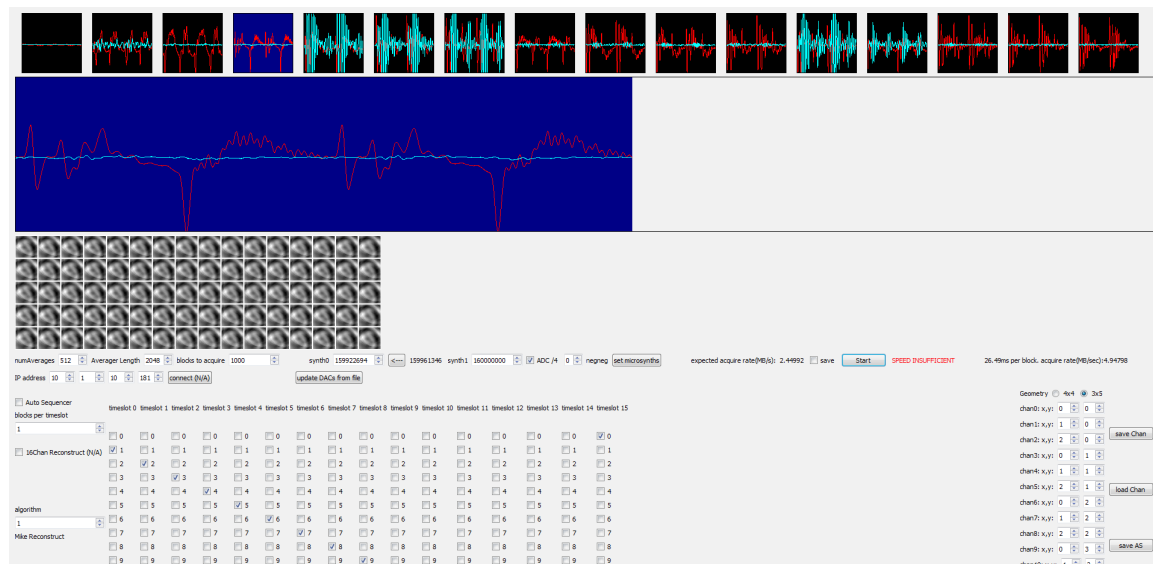 numAverages 512 Averager Length 2048 blocks to acquire 1000 synth0 159922694 <--- 159961346 synth1 160000000 ADC /4 0 negneg set microsynths expected acquire rate(MB/s): 2.44992 save Start SPEED INSUFFICIENT 26.49ms per block. acquire rate(MB/sec):4.94798
IP address 10 1 10 181 connect (N/A) update DACs from file
Geometry 4x4 3x5
Auto Sequencer
timeslot 0 timeslot 1 timeslot 2 timeslot 3 timeslot 4 timeslot 5 timeslot 6 timeslot 7 timeslot 8 timeslot 9 timeslot 10 timeslot 11 timeslot 12 timeslot 13 timeslot 14 timeslot 15
chan0: x,y: 0 0
blocks per timeslot
chan1: x,y: 1 0
1
0 0 0 0 0 0 0 0 0 0 0 0 0 0 0 0
save Chan
chan2: x,y: 2 0
16Chan Reconstruct (N/A)
1 1 1 1 1 1 1 1 1 1 1 1 1 1 1 1
chan3: x,y: 0 1
2 2 2 2 2 2 2 2 2 2 2 2 2 2 2 2
chan4: x,y: 1 1
3 3 3 3 3 3 3 3 3 3 3 3 3 3 3 3
chan5: x,y: 2 1
load Chan
4 4 4 4 4 4 4 4 4 4 4 4 4 4 4 4
chan6: x,y: 0 2
5 5 5 5 5 5 5 5 5 5 5 5 5 5 5 5
algorithm
chan7: x,y: 1 2
1
6 6 6 6 6 6 6 6 6 6 6 6 6 6 6 6
chan8: x,y: 2 2
Mike Reconstruct
7 7 7 7 7 7 7 7 7 7 7 7 7 7 7 7
chan9: x,y: 0 3
save AS
8 8 8 8 8 8 8 8 8 8 8 8 8 8 8 8
9 9 9 9 9 9 9 9 9 9 9 9 9 9 9 9